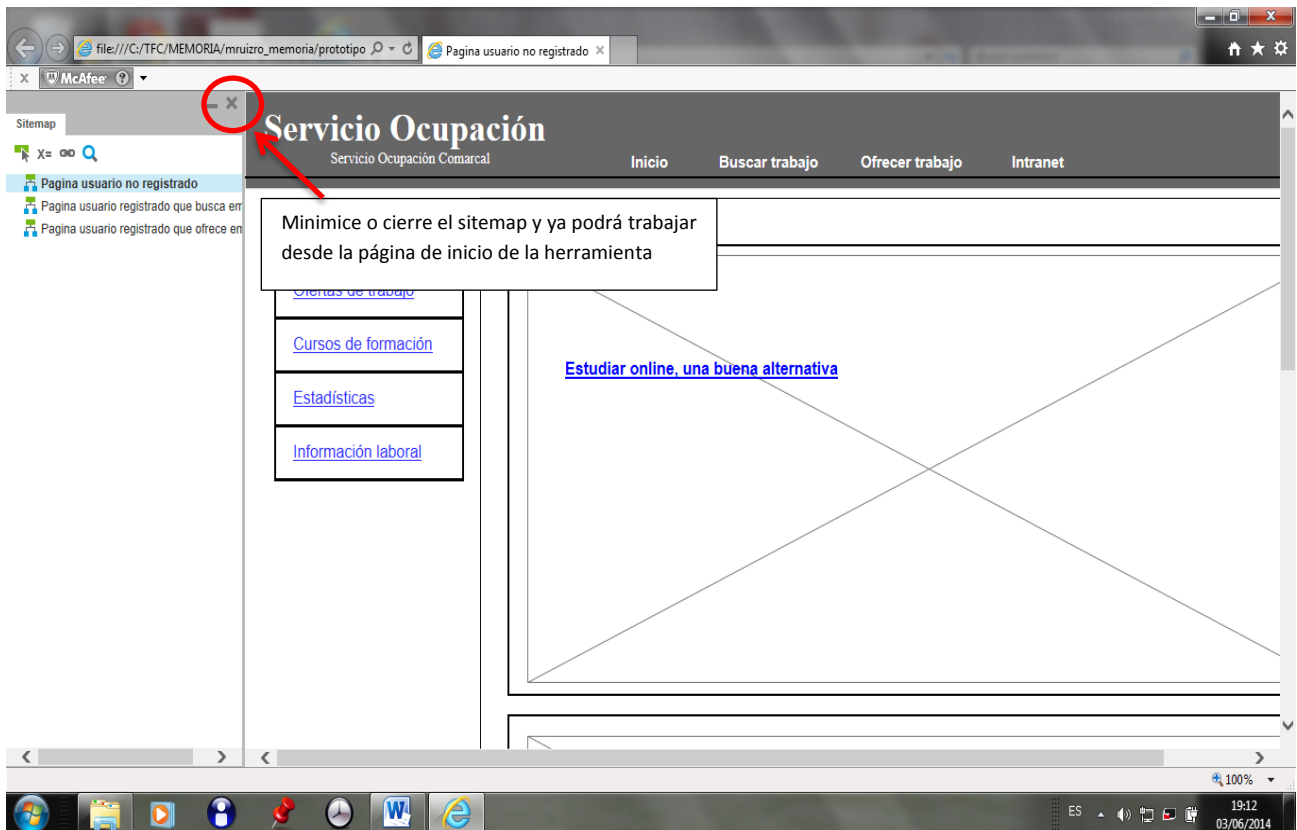 file:///C:/TFC/MEMORIA/mruizro_memoria/prototipo
Pagina usuario no registrado
x McAfee
Sitemap
X=
Pagina usuario no registrado
Pagina usuario registrado que busca em
Pagina usuario registrado que ofrece em
Servicio Ocupación
Servicio Ocupación Comarcal
Inicio Buscar trabajo Ofrecer trabajo Intranet
Minimice o cierre el sitemap y ya podrá trabajar
desde la página de inicio de la herramienta
Ofertas de trabajo
Cursos de formación
Estadísticas
Información laboral
Estudiar online, una buena alternativa
100%
ES
19:12
03/06/2014